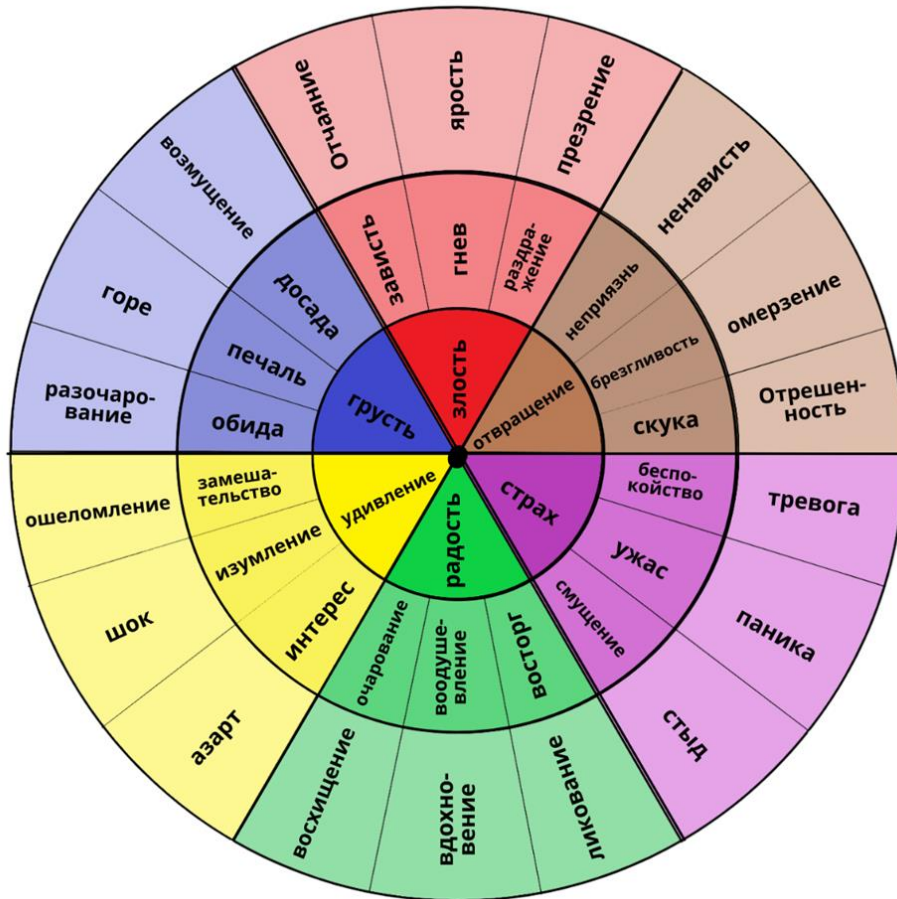 Отчаяние
ярость
презрение
зависть
гнев
раздра-
жение
злость
ненависть
омерзение
Отрешен-
ность
неприязнь
брезгливость
скука
отвращение
тревога
паника
стыд
беспо-
койство
ужас
смущение
страх
ликование
вдохно-
вение
восхищение
восторг
воодуше-
вление
очарование
радость
азарт
шок
ошеломление
интерес
изумление
замеша-
тельство
удивление
разочаро-
вание
горе
возмущение
обида
печаль
досада
грусть